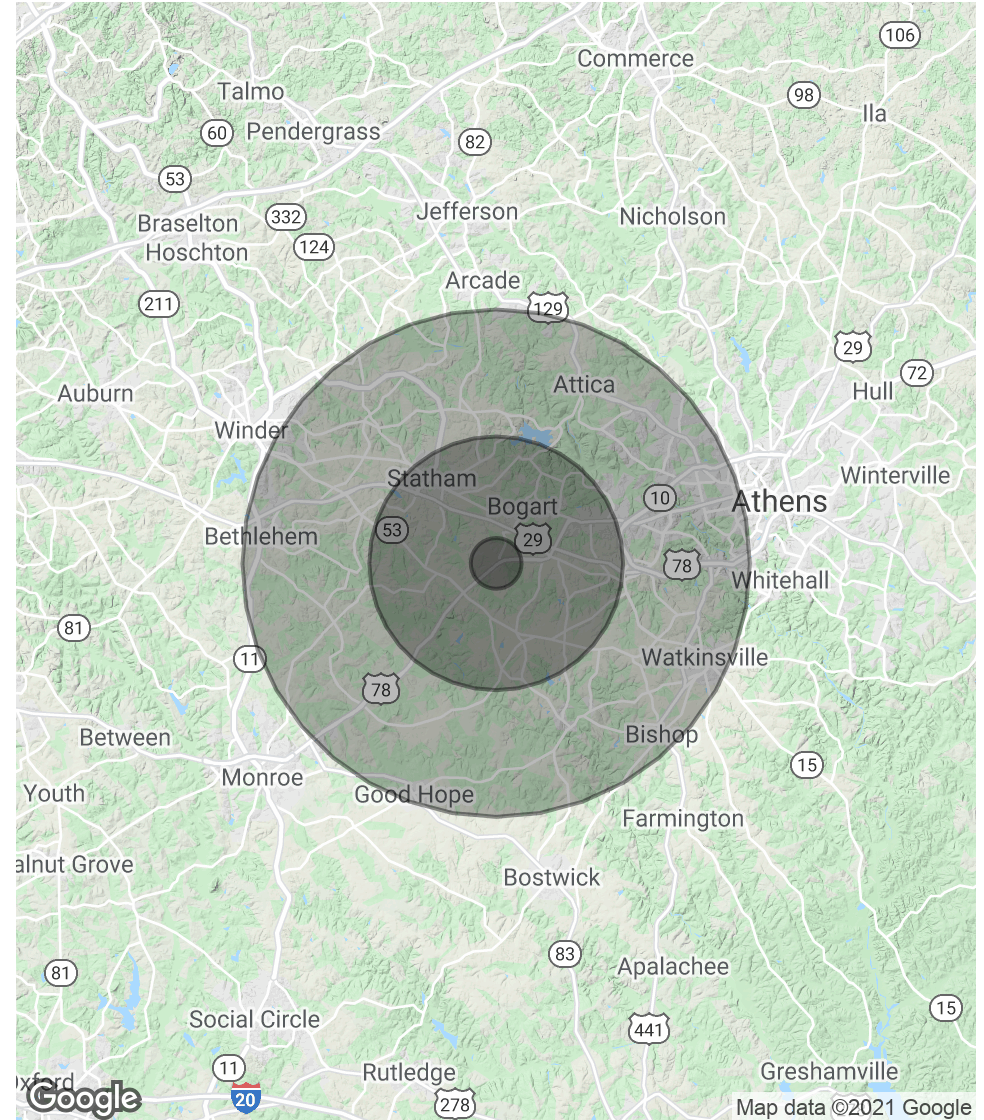 106
Commerce
Talmo
98
Ila
60
Pendergrass
82
53
Braselton
332
Jefferson
Nicholson
Hoschton
124
Arcade
211
129
29
72
Auburn
Attica
Hull
Winder
Statham
Winterville
10
Athens
Bogart
53
Bethlehem
29
78
Whitehall
81
11
Watkinsville
78
Between
Bishop
15
Monroe
Youth
Good Hope
Farmington
alnut Grove
Bostwick
83
81
Apalachee
15
Social Circle
441
11
Rutledge
Greshamville
oxford
Google
20
278
Map data ©2021 Google